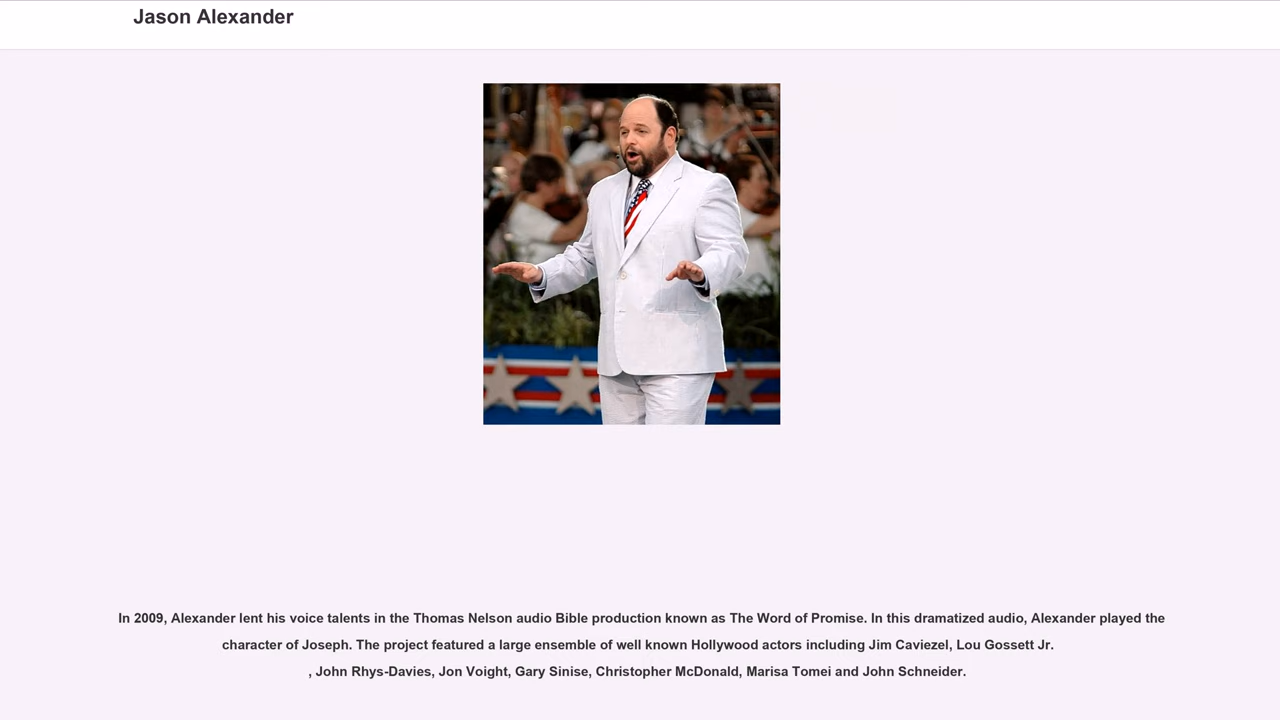 Jason Alexander
In 2009, Alexander lent his voice talents in the Thomas Nelson audio Bible production known as The Word of Promise. In this dramatized audio, Alexander played the
character of Joseph. The project featured a large ensemble of well known Hollywood actors including Jim Caviezel, Lou Gossett Jr.
, John Rhys-Davies, Jon Voight, Gary Sinise, Christopher McDonald, Marisa Tomei and John Schneider.